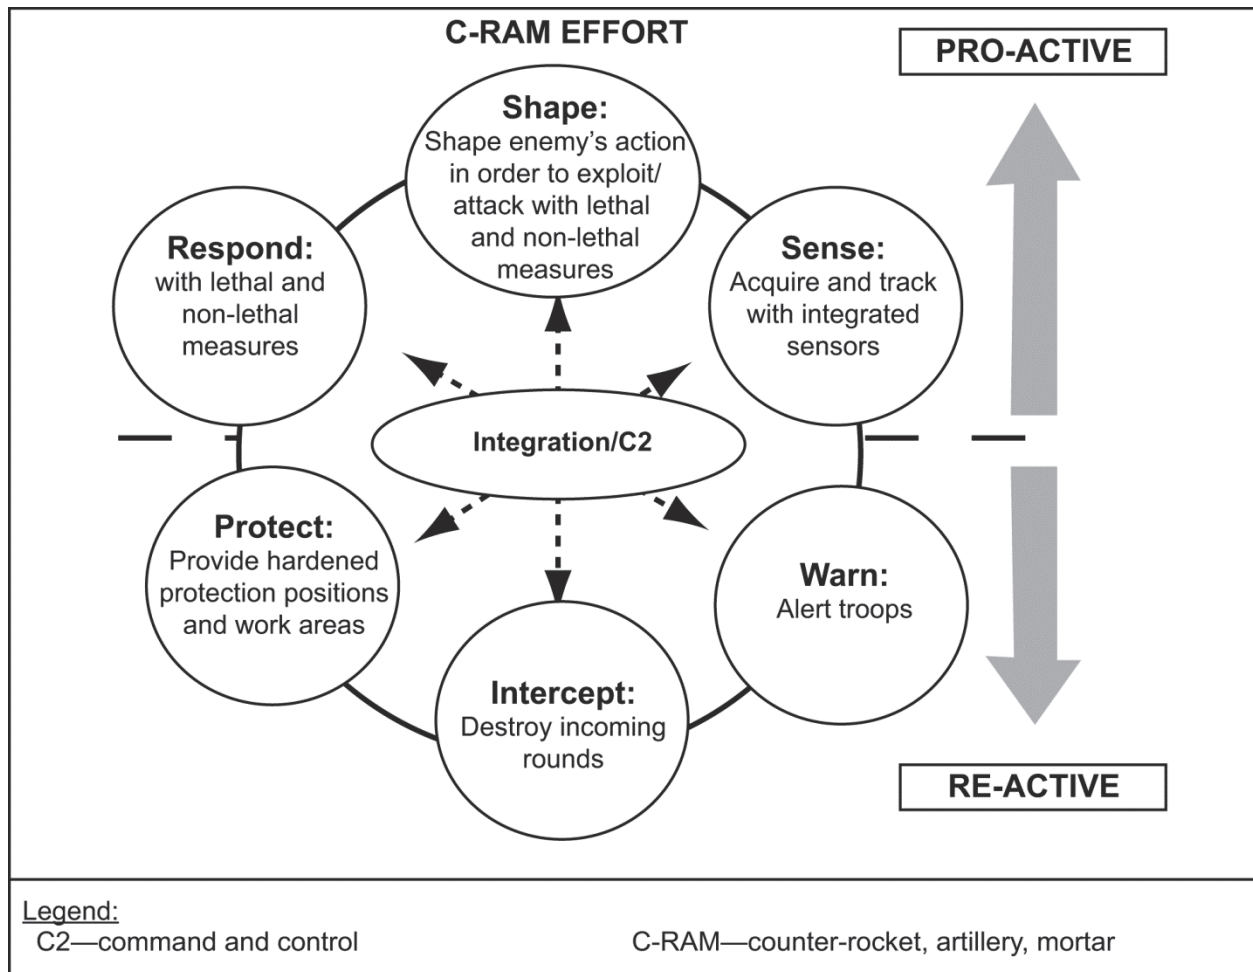 C-RAM EFFORT
PRO-ACTIVE
Shape:
Shape enemy’s action
in order to exploit/
attack with lethal
and non-lethal
measures
Respond:
with lethal and
non-lethal
measures
Sense:
Acquire and track
with integrated
sensors
Integration/C2
Protect:
Provide hardened
protection positions
and work areas
Warn:
Alert troops
Intercept:
Destroy incoming
rounds
RE-ACTIVE
Legend:
C2—command and control
C-RAM—counter-rocket, artillery, mortar